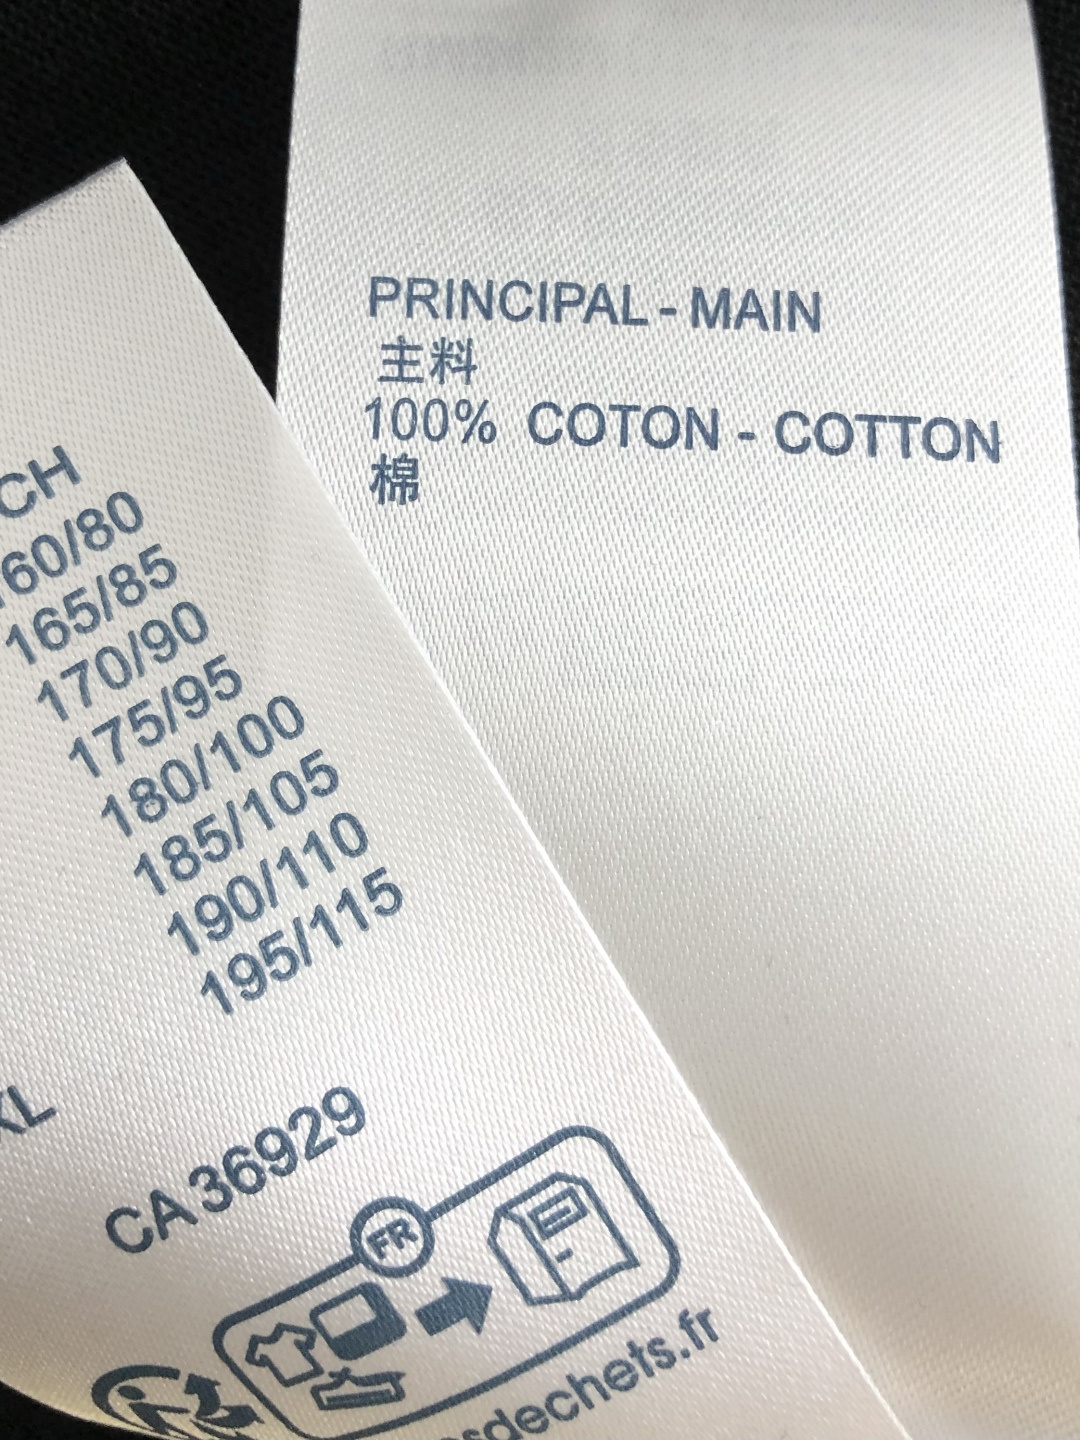 PRINCIPAL - MAIN
主料
100% COTON - COTTON
棉
CH
160/80
165/85
170/90
175/95
180/100
185/105
190/110
195/115
XL
CA 36929
FR
sdechets.fr